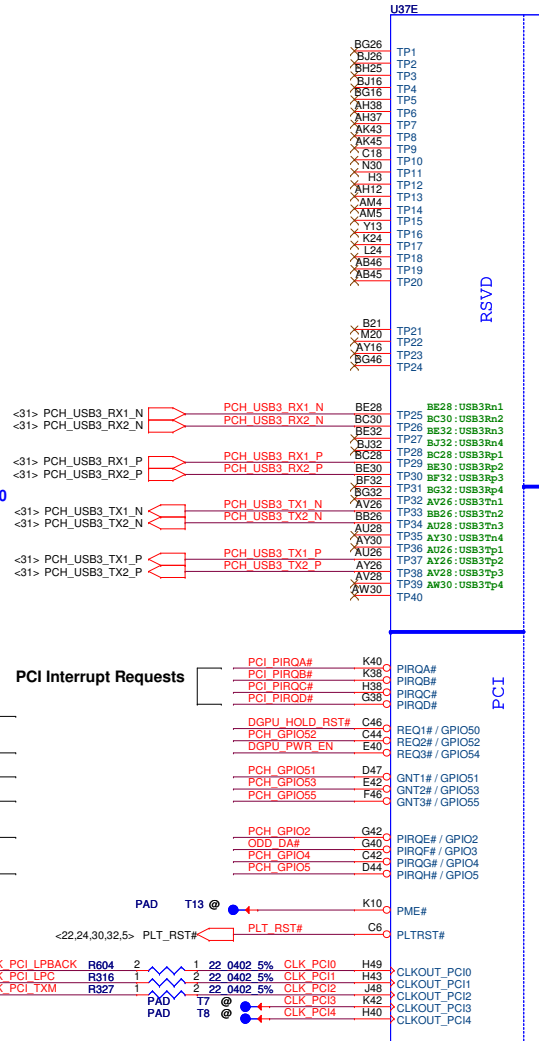 U37E
BG26 TP1
BJ26 TP2
BH25 TP3
BJ16 TP4
BG16 TP5
AH38 TP6
AH37 TP7
AK43 TP8
AK45 TP9
C18 TP10
N30 TP11
H3 TP12
AH12 TP13
AM4 TP14
AM5 TP15
Y13 TP16
K24 TP17
L24 TP18
AB46 TP19
AB45 TP20
RSVD
B21 TP21
M20 TP22
AY16 TP23
BG46 TP24
<31> PCH_USB3_RX1_N PCH_USB3_RX1_N BE28 TP25 BE28:USB3Rn1
<31> PCH_USB3_RX2_N PCH_USB3_RX2_N BC30 TP26 BC30:USB3Rn2
BE32 TP27 BE32:USB3Rn3
BJ32 TP28 BJ32:USB3Rn4
<31> PCH_USB3_RX1_P PCH_USB3_RX1_P BC28 TP29 BC28:USB3Rp1
<31> PCH_USB3_RX2_P PCH_USB3_RX2_P BE30 TP30 BE30:USB3Rp2
BF32 TP31 BF32:USB3Rp3
BG32 TP32 BG32:USB3Rp4
<31> PCH_USB3_TX1_N PCH_USB3_TX1_N AV26 TP33 AV26:USB3Tn1
<31> PCH_USB3_TX2_N PCH_USB3_TX2_N BB26 TP34 BB26:USB3Tn2
AU28 TP35 AU28:USB3Tn3
AY30 TP36 AY30:USB3Tn4
<31> PCH_USB3_TX1_P PCH_USB3_TX1_P AU26 TP37 AU26:USB3Tp1
<31> PCH_USB3_TX2_P PCH_USB3_TX2_P AY26 TP38 AY26:USB3Tp2
AV28 TP39 AV28:USB3Tp3
AW30 TP40 AW30:USB3Tp4
0
PCI Interrupt Requests
PCI_PIRQA# K40 PIRQA#
PCI_PIRQB# K38 PIRQB#
PCI_PIRQC# H38 PIRQC#
PCI_PIRQD# G38 PIRQD#
PCI
DGPU_HOLD_RST# C46 REQ1# / GPIO50
PCH_GPIO52 C44 REQ2# / GPIO52
DGPU_PWR_EN E40 REQ3# / GPIO54
PCH_GPIO51 D47 GNT1# / GPIO51
PCH_GPIO53 E42 GNT2# / GPIO53
PCH_GPIO55 F46 GNT3# / GPIO55
PCH_GPIO2 G42 PIRQE# / GPIO2
ODD_DA# G40 PIRQF# / GPIO3
PCH_GPIO4 C42 PIRQG# / GPIO4
PCH_GPIO5 D44 PIRQH# / GPIO5
PAD T13 @ K10 PME#
<22,24,30,32,5> PLT_RST# PLT_RST# C6 PLTRST#
K_PCI_LPBACK R604 2 1 22_0402_5% CLK_PCI0 H49 CLKOUT_PCI0
K_PCI_LPC R316 1 2 22_0402_5% CLK_PCI1 H43 CLKOUT_PCI1
K_PCI_TXM R327 1 2 22_0402_5% CLK_PCI2 J48 CLKOUT_PCI2
PAD T7 @ CLK_PCI3 K42 CLKOUT_PCI3
PAD T8 @ CLK_PCI4 H40 CLKOUT_PCI4